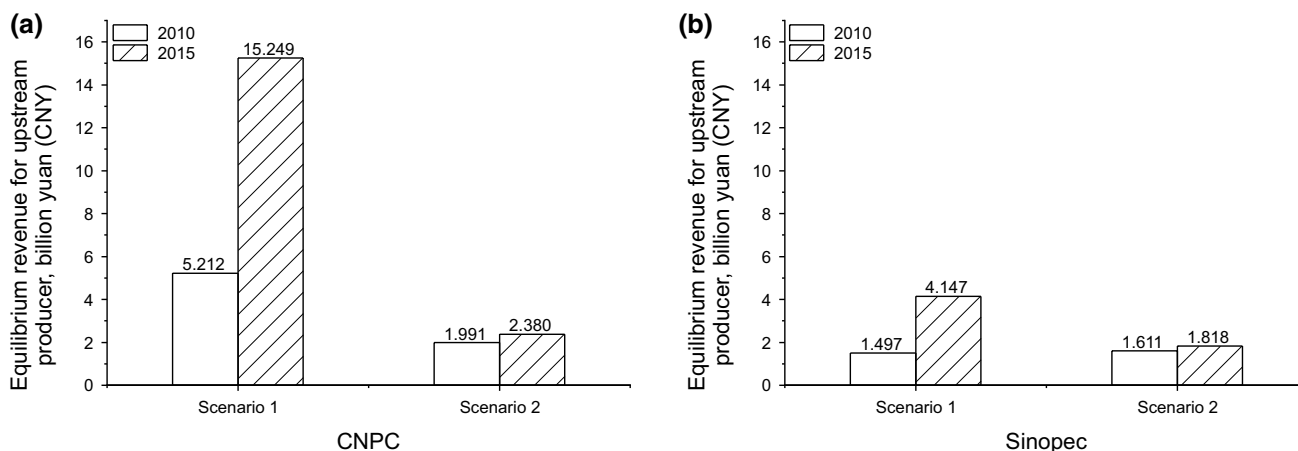 (a)
2010
2015
Equilibrium revenue for upstream
producer, billion yuan (CNY)
16
14
12
10
8
6
4
2
0
15.249
5.212
1.991
2.380
Scenario 1
Scenario 2
CNPC
(b)
2010
2015
Equilibrium revenue for upstream
producer, billion yuan (CNY)
16
14
12
10
8
6
4
2
0
1.497
4.147
1.611
1.818
Scenario 1
Scenario 2
Sinopec